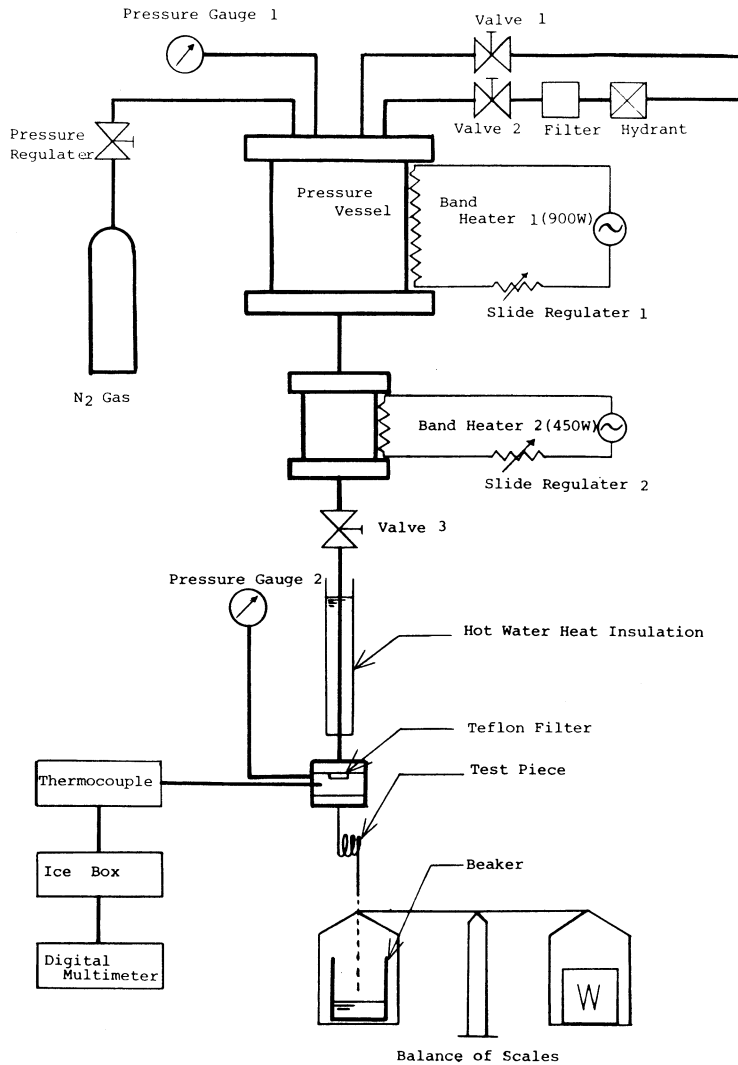 Pressure Gauge 1
Valve 1
Pressure
Regulater
Valve 2
Filter
Hydrant
Pressure
Vessel
Band
Heater 1(900W)
Slide Regulater 1
N2 Gas
Band Heater 2(450W)
Slide Regulater 2
Valve 3
Pressure Gauge 2
Hot Water Heat Insulation
Teflon Filter
Test Piece
Thermocouple
Ice Box
Beaker
Digital
Multimeter
W
Balance of Scales